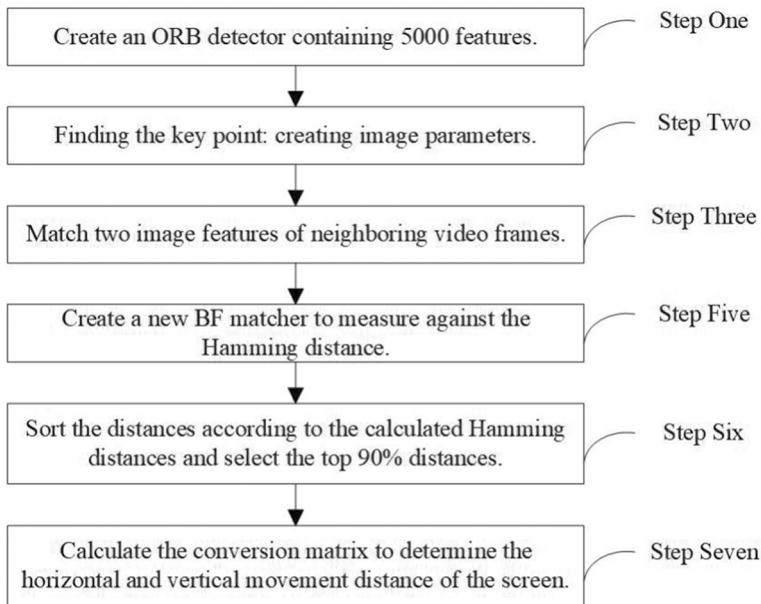 Create an ORB detector containing 5000 features.
Step One
Finding the key point: creating image parameters.
Step Two
Match two image features of neighboring video frames.
Step Three
Create a new BF matcher to measure against the
Hamming distance.
Step Five
Sort the distances according to the calculated Hamming
distances and select the top 90% distances.
Step Six
Calculate the conversion matrix to determine the
horizontal and vertical movement distance of the screen.
Step Seven